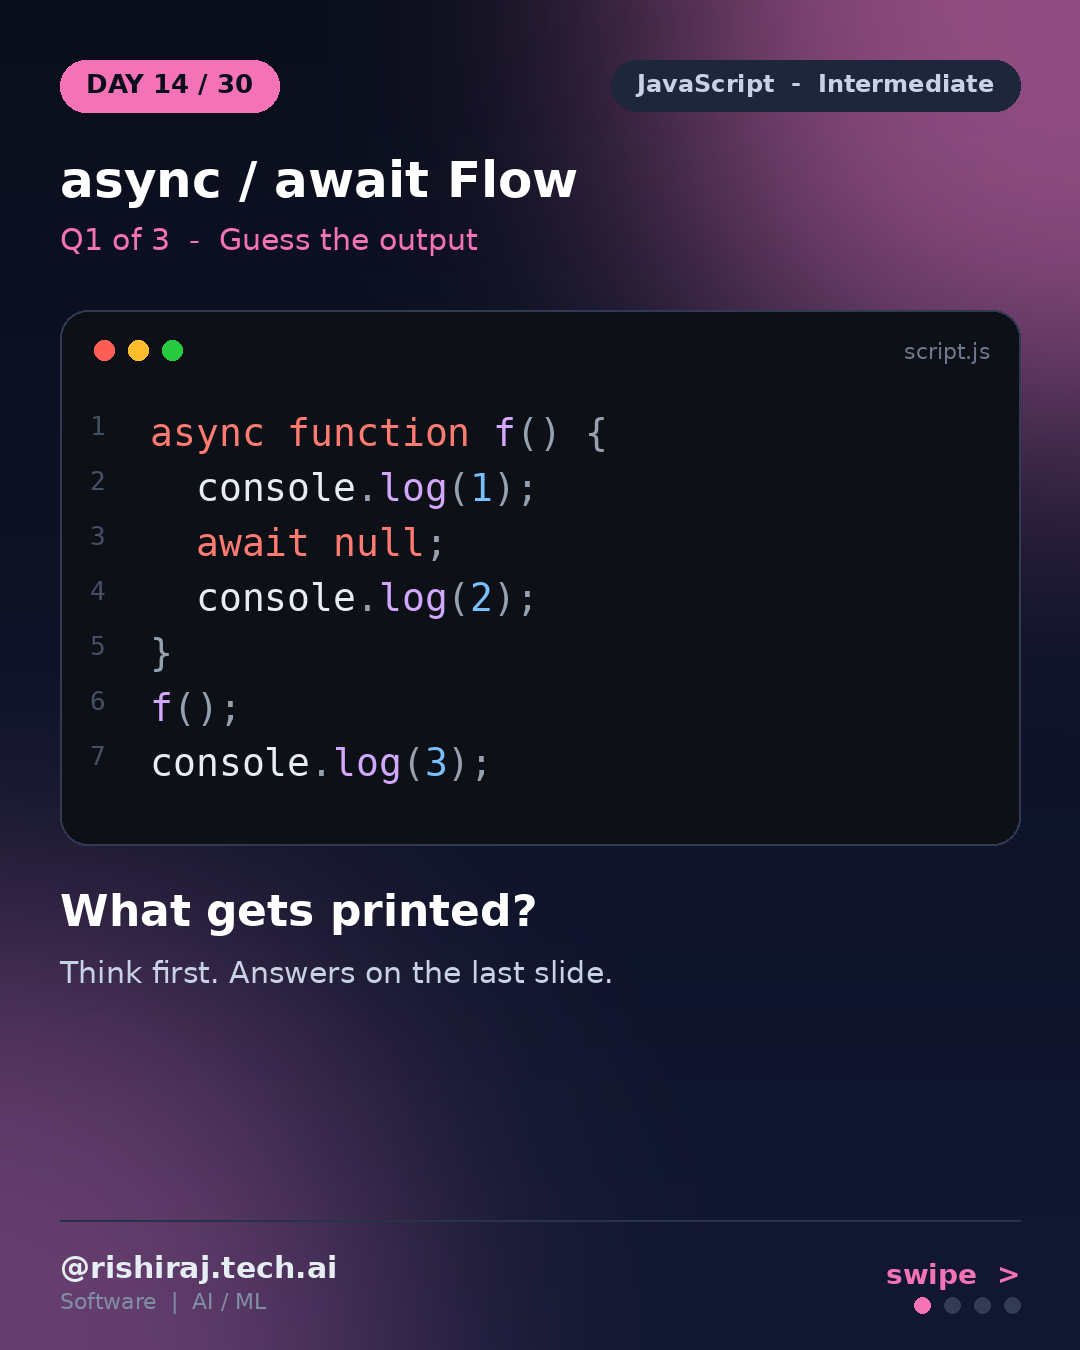 DAY 14 / 30
JavaScript - Intermediate
async / await Flow
Q1 of 3 - Guess the output
script.js
1 async function f() {
2   console.log(1);
3   await null;
4   console.log(2);
5 }
6 f();
7 console.log(3);
What gets printed?
Think first. Answers on the last slide.
@rishiraj.tech.ai
Software | AI / ML
swipe >